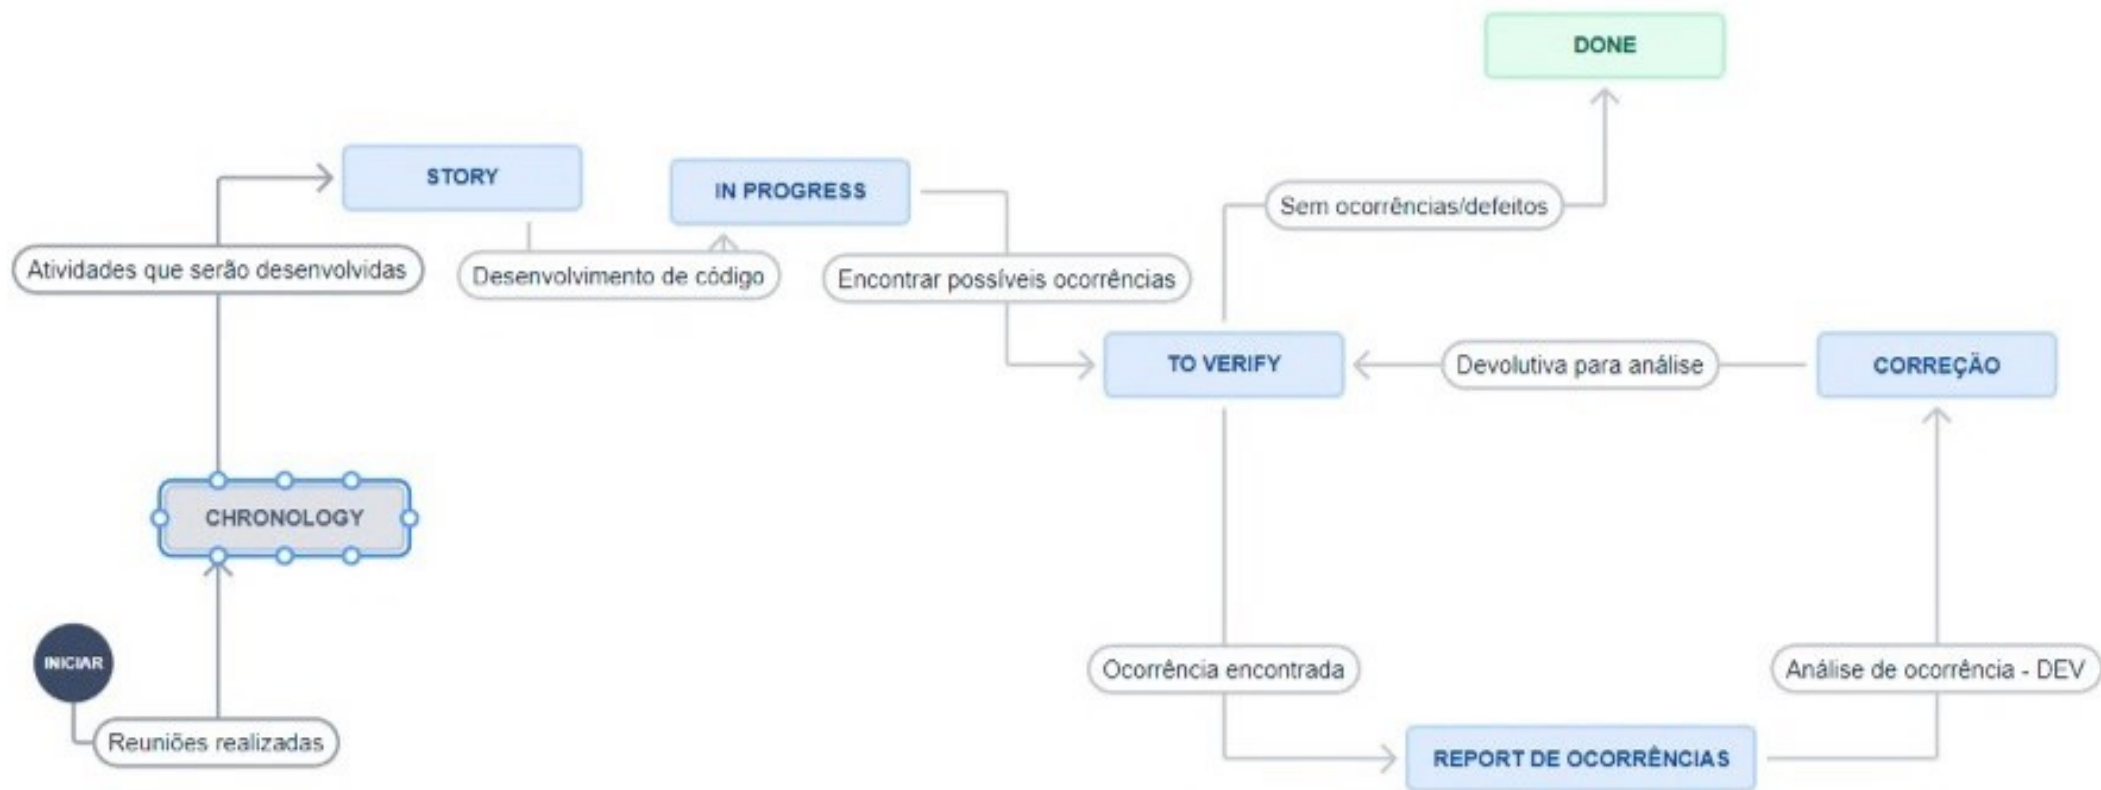 DONE
STORY
IN PROGRESS
Sem ocorrências/defeitos
Atividades que serão desenvolvidas
Desenvolvimento de código
Encontrar possíveis ocorrências
TO VERIFY
Devolutiva para análise
CORREÇÃO
CHRONOLOGY
INICIAR
Ocorrência encontrada
Análise de ocorrência - DEV
Reuniões realizadas
REPORT DE OCORRÊNCIAS